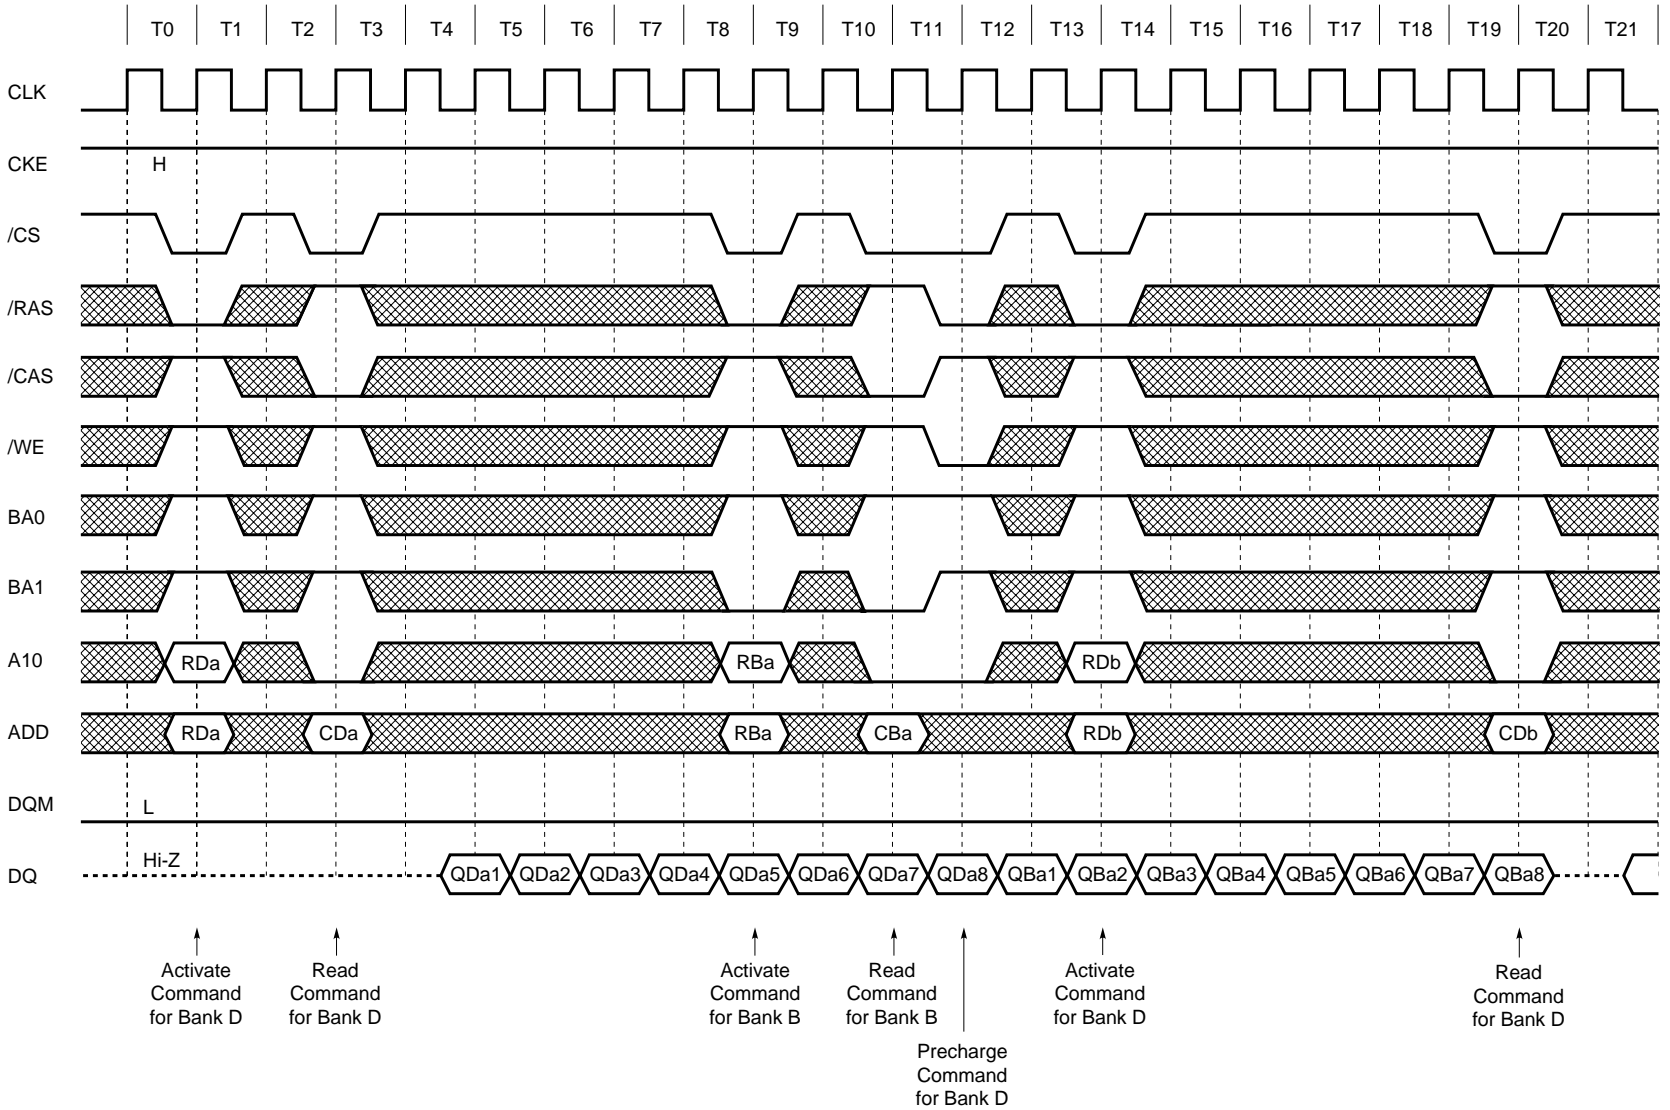 T0 T1 T2 T3 T4 T5 T6 T7 T8 T9 T10 T11 T12 T13 T14 T15 T16 T17 T18 T19 T20 T21
CLK
CKE H
/CS
/RAS
/CAS
/WE
BA0
BA1
A10 RDa RBa RDb
ADD RDa CDa RBa CBa RDb CDb
DQM L
DQ Hi-Z QDa1 QDa2 QDa3 QDa4 QDa5 QDa6 QDa7 QDa8 QBa1 QBa2 QBa3 QBa4 QBa5 QBa6 QBa7 QBa8
Activate
Command
for Bank D
Read
Command
for Bank D
Activate
Command
for Bank B
Read
Command
for Bank B
Precharge
Command
for Bank D
Activate
Command
for Bank D
Read
Command
for Bank D